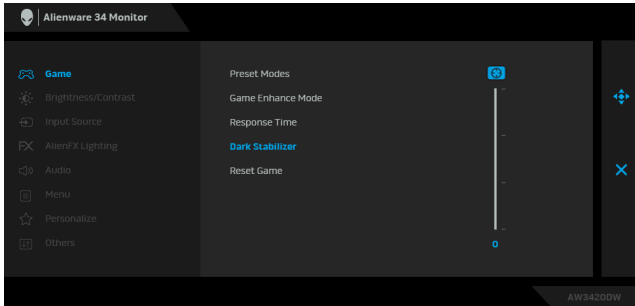 Alienware 34 Monitor
Game
Brightness/Contrast
Input Source
FX AlienFX Lighting
Audio
Menu
Personalize
Others
Preset Modes
Game Enhance Mode
Response Time
Dark Stabilizer
Reset Game
0
AW3420DW